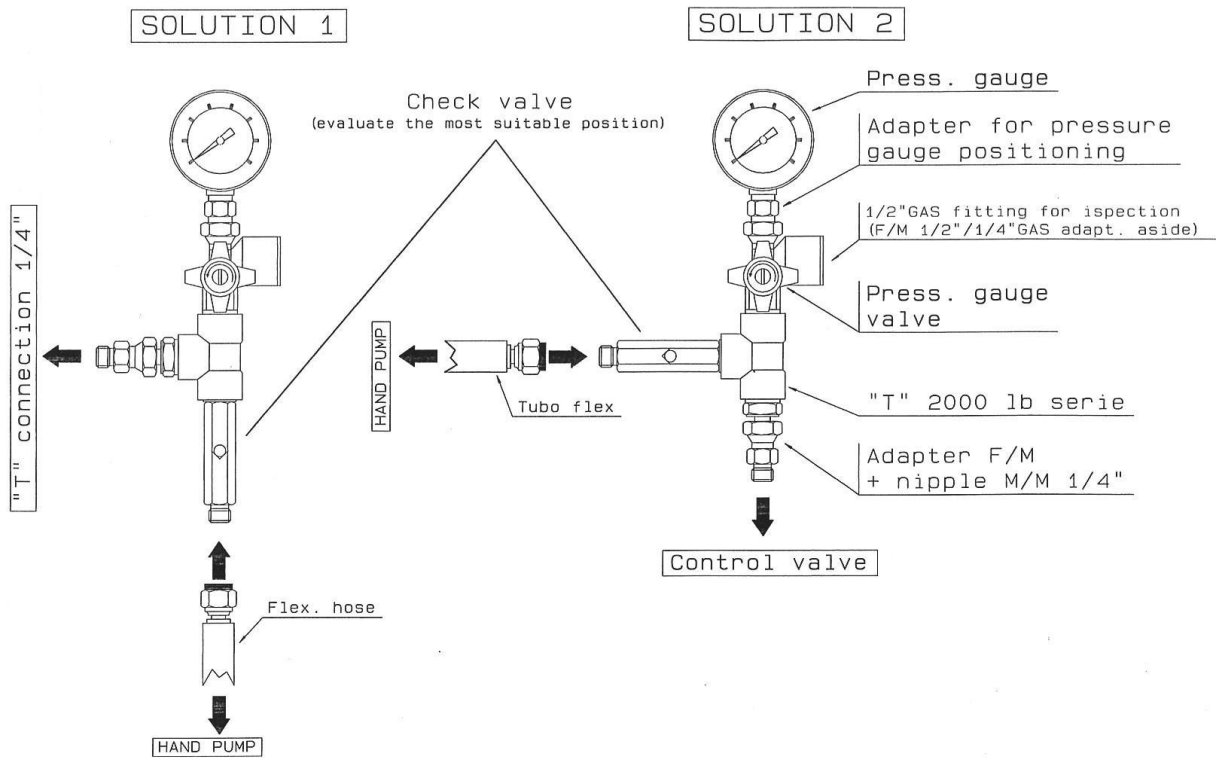 SOLUTION 1
SOLUTION 2
Check valve
(evaluate the most suitable position)
"T" connection 1/4"
Flex. hose
HAND PUMP
Press. gauge
Adapter for pressure
gauge positioning
1/2"GAS fitting for ispection
(F/M 1/2"/1/4"GAS adapt. aside)
Press. gauge
valve
HAND PUMP
Tubo flex
"T" 2000 lb serie
Adapter F/M
+ nipple M/M 1/4"
Control valve